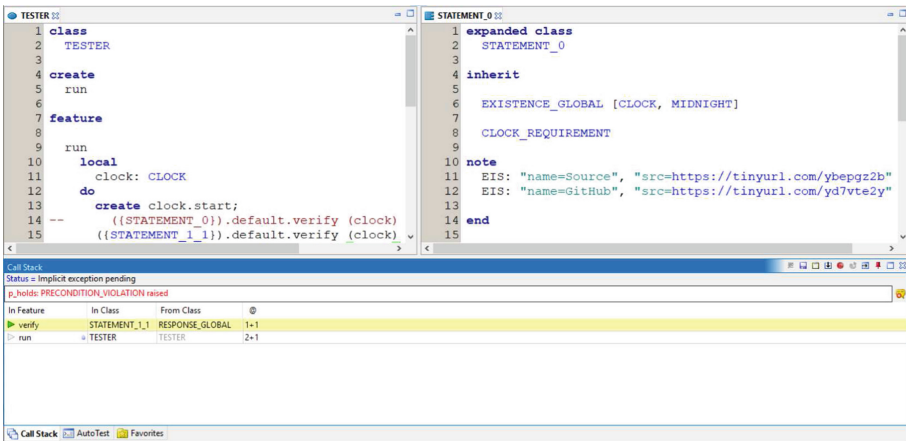 TESTER
1 class
2 TESTER
3
4 create
5 run
6
7 feature
8
9 run
10 local
11 clock: CLOCK
12 do
13 create clock.start;
14 -- ({STATEMENT_0}).default.verify (clock)
15 ({STATEMENT_1_1}).default.verify (clock)
STATEMENT_0
1 expanded class
2 STATEMENT_0
3
4 inherit
5
6 EXISTENCE_GLOBAL [CLOCK, MIDNIGHT]
7
8 CLOCK_REQUIREMENT
9
10 note
11 EIS: "name=Source", "src=https://tinyurl.com/ybepgz2b"
12 EIS: "name=GitHub", "src=https://tinyurl.com/yd7vte2y"
13
14 end
15
Call Stack
Status = Implicit exception pending
p_holds: PRECONDITION_VIOLATION raised
In Feature In Class From Class @
verify STATEMENT_1_1 RESPONSE_GLOBAL 1+1
run TESTER TESTER 2+1
Call Stack AutoTest Favorites